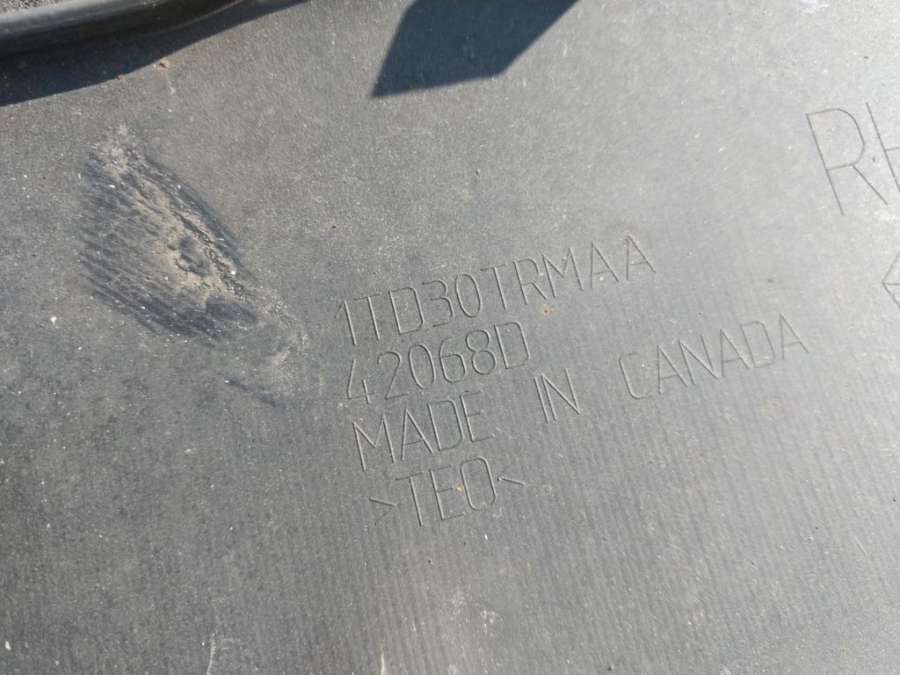 1TD30TRMAA
42068D
MADE IN CANADA
>TEO<